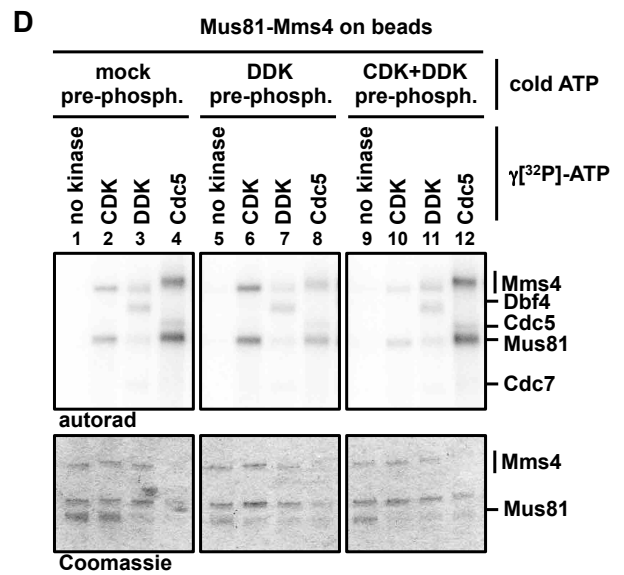 D
Mus81-Mms4 on beads
mock pre-phosph.
DDK pre-phosph.
CDK+DDK pre-phosph.
cold ATP
no kinase CDK DDK Cdc5
no kinase CDK DDK Cdc5
no kinase CDK DDK Cdc5
γ[³²P]-ATP
1 2 3 4 5 6 7 8 9 10 11 12
Mms4
Dbf4
Cdc5
Mus81
Cdc7
autorad
Mms4
Mus81
Coomassie